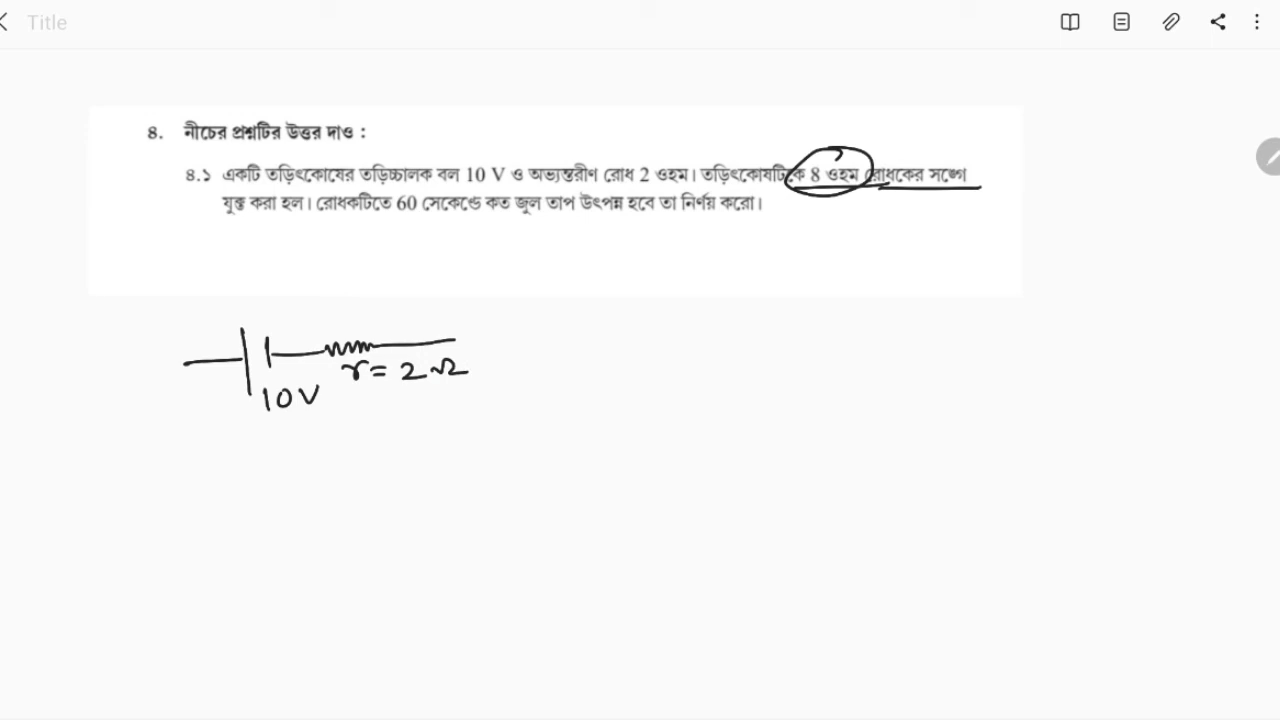 Title
৪. নীচের প্রশ্নটির উত্তর দাও :
৪.১ একটি তড়িৎকোষের তড়িচ্চালক বল 10 V ও অভ্যন্তরীণ রোধ 2 ওহম। তড়িৎকোষটিকে 8 ওহম রোধকের সঙ্গে
যুক্ত করা হল। রোধকটিতে 60 সেকেন্ডে কত জুল তাপ উৎপন্ন হবে তা নির্ণয় করো।
r = 2 Ω
10V